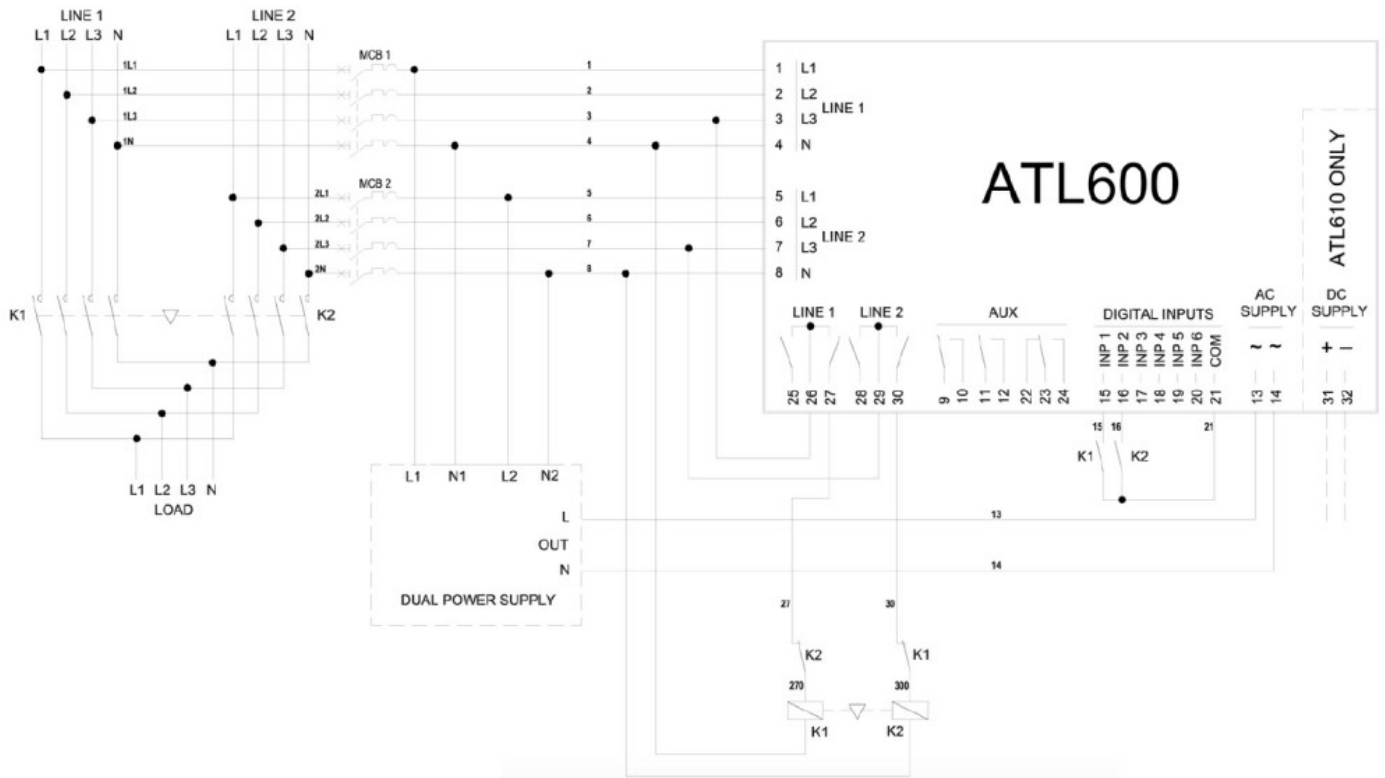 LINE 1 LINE 2
L1 L2 L3 N L1 L2 L3 N
MCB 1
1L1 1 1 L1
1L2 2 2 L2
LINE 1
1L3 3 3 L3
1N 4 4 N
ATL600
ATL610 ONLY
MCB 2
2L1 5 5 L1
2L2 6 6 L2
LINE 2
2L3 7 7 L3
2N 8 8 N
K1 K2
LINE 1 LINE 2 AUX DIGITAL INPUTS AC SUPPLY DC SUPPLY
INP 1 INP 2 INP 3 INP 4 INP 5 INP 6 COM ~ ~ + –
25 26 27 28 29 30 9 10 11 12 22 23 24 15 16 17 18 19 20 21 13 14 31 32
15 16 21
K1 K2
L1 L2 L3 N
LOAD
L1 N1 L2 N2
L 13
OUT
N 14
DUAL POWER SUPPLY
27 30
K2 K1
270 300
K1 K2